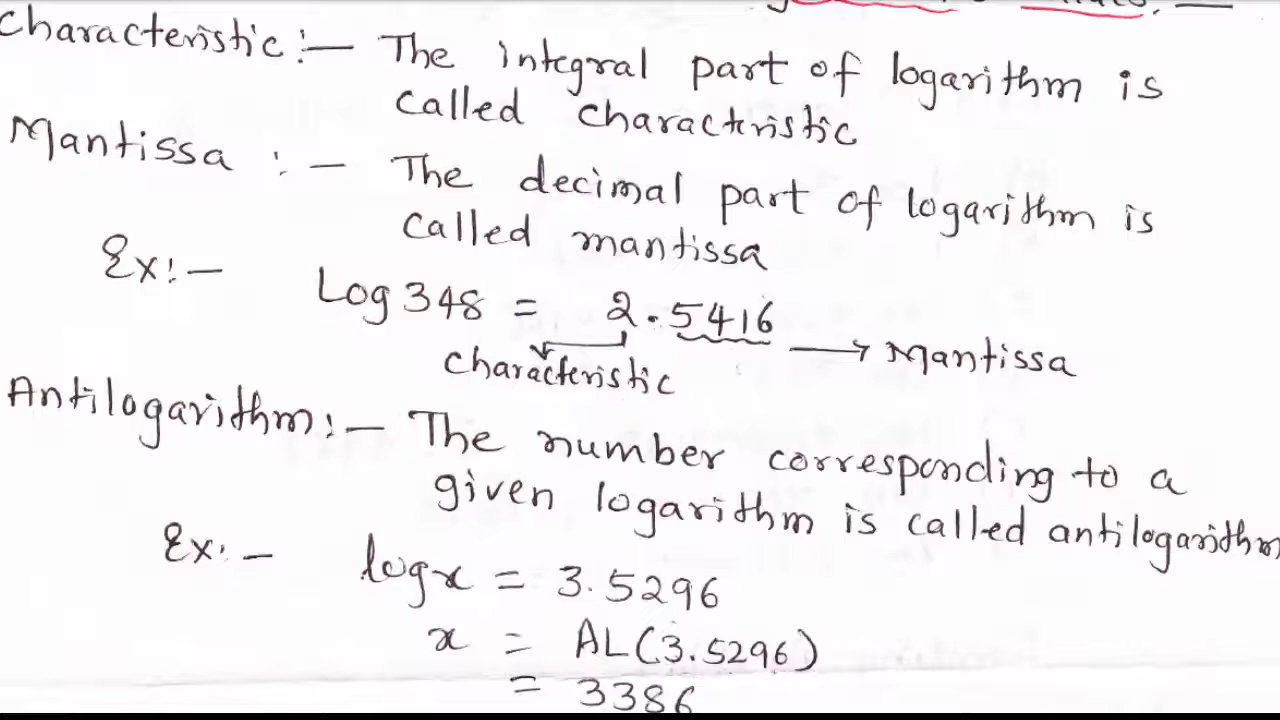 Characteristic:— The integral part of logarithm is
called characteristic
Mantissa :— The decimal part of logarithm is
called mantissa
Ex:— Log 348 = 2.5416
Characteristic → Mantissa
Antilogarithm:— The number corresponding to a
given logarithm is called antilogarithm
Ex:— logx = 3.5296
x = AL(3.5296)
= 3386